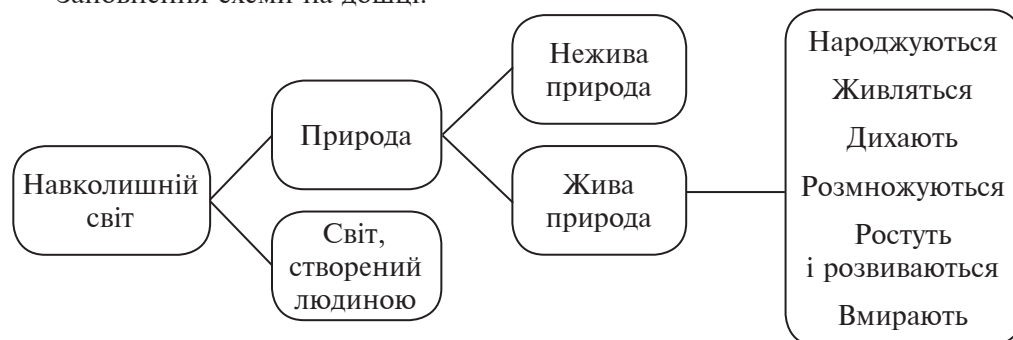 Заповнення схеми на дошці.
Навколишній
світ
Природа
Світ,
створений
людиною
Нежива
природа
Жива
природа
Народжуються
Живляться
Дихають
Розмножуються
Ростуть
і розвиваються
Вмирають